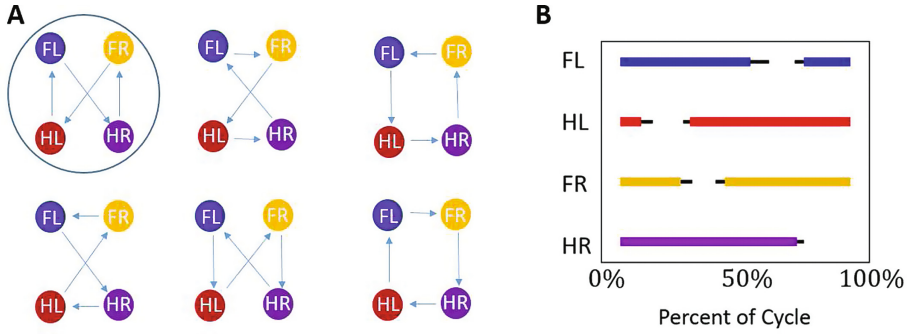 A
FL FR
HL HR
FL FR
HL HR
FL FR
HL HR
FL FR
HL HR
FL FR
HL HR
FL FR
HL HR
B
FL
HL
FR
HR
0% 50% 100%
Percent of Cycle